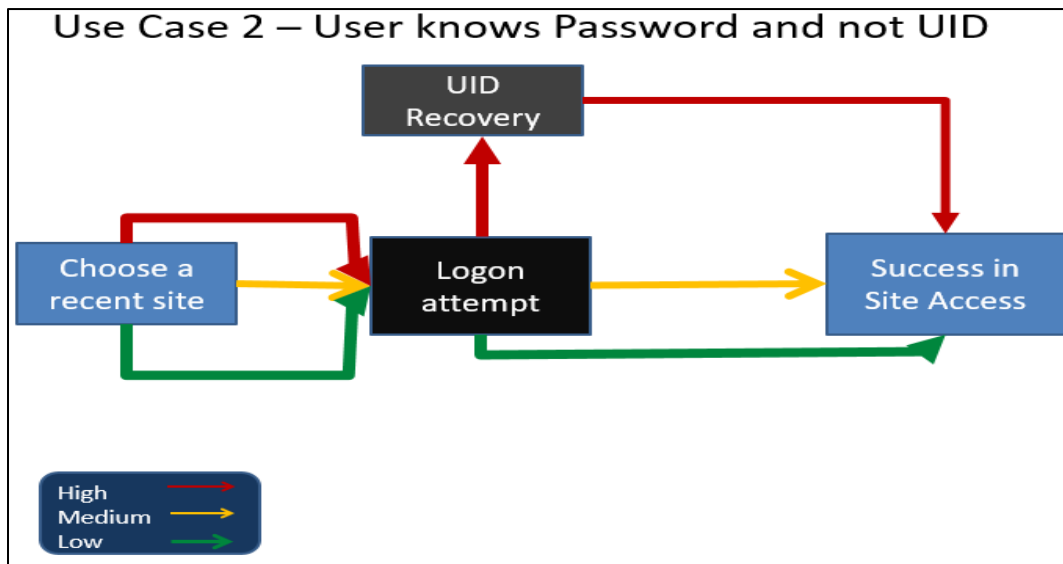 Use Case 2 – User knows Password and not UID
UID
Recovery
Choose a
recent site
Logon
attempt
Success in
Site Access
High
Medium
Low